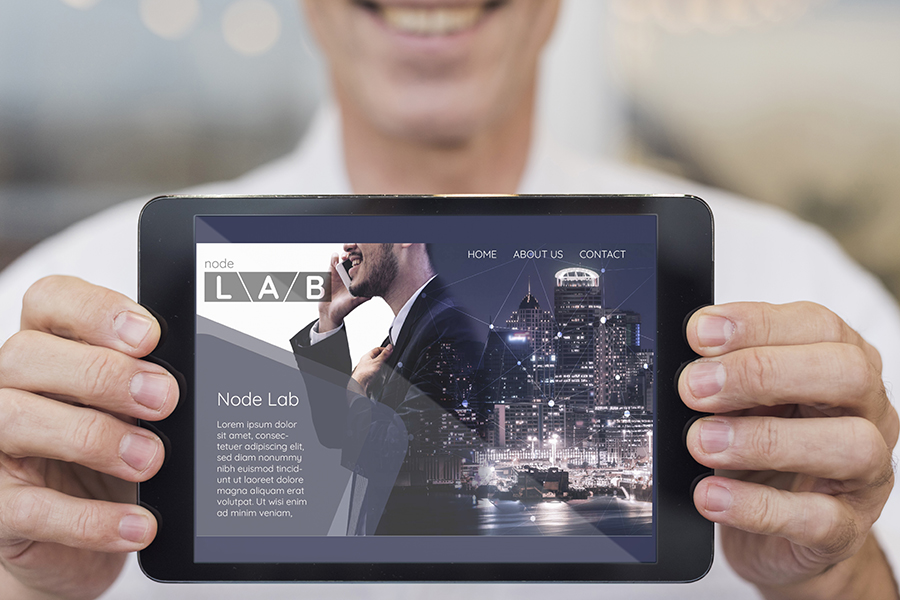 node
LAB
HOME ABOUT US CONTACT
Node Lab
Lorem ipsum dolor
sit amet, consec-
tetuer adipiscing elit,
sed diam nonummy
nibh euismod tincid-
unt ut laoreet dolore
magna aliquam erat
volutpat. Ut wisi enim
ad minim veniam,